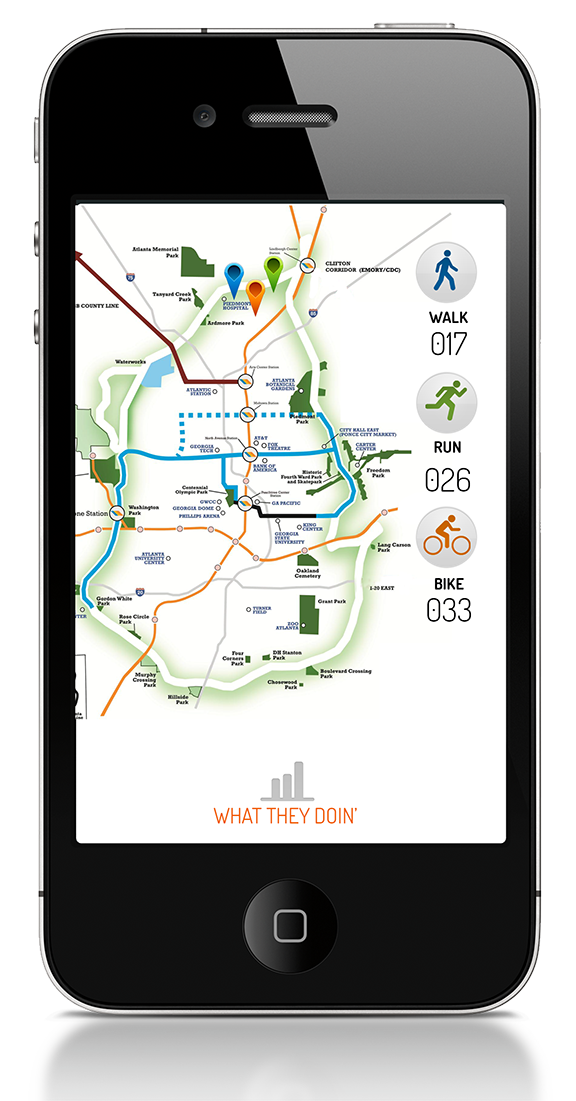 Lindbergh Center
Station
Atlanta Memorial
Park
CLIFTON
CORRIDOR (EMORY/CDC)
75
Tanyard Creek
Park
B COUNTY LINE
PIEDMONT
HOSPITAL
85
Ardmore Park
WALK
017
Waterworks
Arts Center Station
ATLANTIC
STATION
ATLANTA
BOTANICAL
GARDENS
Midtown Station
Piedmont
Park
RUN
026
CITY HALL EAST
(PONCE CITY MARKET)
North Avenue Station
AT&T
FOX
THEATRE
GEORGIA
TECH
CARTER
CENTER
BANK OF
AMERICA
Freedom
Park
Historic
Fourth Ward Park
and Skatepark
Centennial
Olympic Park
Peachtree Center
Station
GWCC
GEORGIA DOME
PHILLIPS ARENA
GA PACIFIC
one Station
Washington
Park
GEORGIA
STATE
UNIVERSITY
KING
CENTER
Lang Carson
Park
ATLANTA
UNIVERSITY
CENTER
Oakland
Cemetery
BIKE
033
20
I-20 EAST
Gordon White
Park
TER
Rose Circle
Park
TURNER
FIELD
Grant Park
ZOO
ATLANTA
Four
Corners
Park
DH Stanton
Park
Murphy
Crossing
Park
Boulevard Crossing
Park
Chosewood
Park
Hillside
Park
WHAT THEY DOIN'